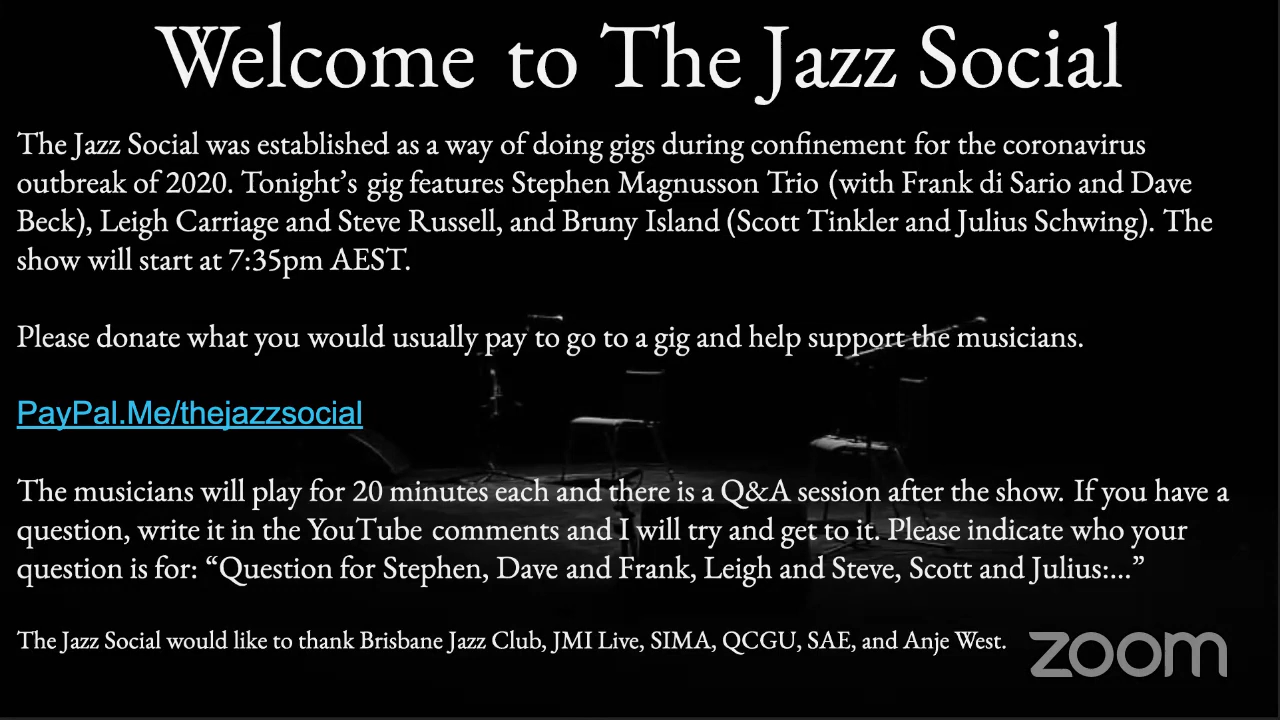 Welcome to The Jazz Social
The Jazz Social was established as a way of doing gigs during confinement for the coronavirus
outbreak of 2020. Tonight’s gig features Stephen Magnusson Trio (with Frank di Sario and Dave
Beck), Leigh Carriage and Steve Russell, and Bruny Island (Scott Tinkler and Julius Schwing). The
show will start at 7:35pm AEST.
Please donate what you would usually pay to go to a gig and help support the musicians.
PayPal.Me/thejazzsocial
The musicians will play for 20 minutes each and there is a Q&A session after the show. If you have a
question, write it in the YouTube comments and I will try and get to it. Please indicate who your
question is for: “Question for Stephen, Dave and Frank, Leigh and Steve, Scott and Julius:...”
The Jazz Social would like to thank Brisbane Jazz Club, JMI Live, SIMA, QCGU, SAE, and Anje West.
zoom